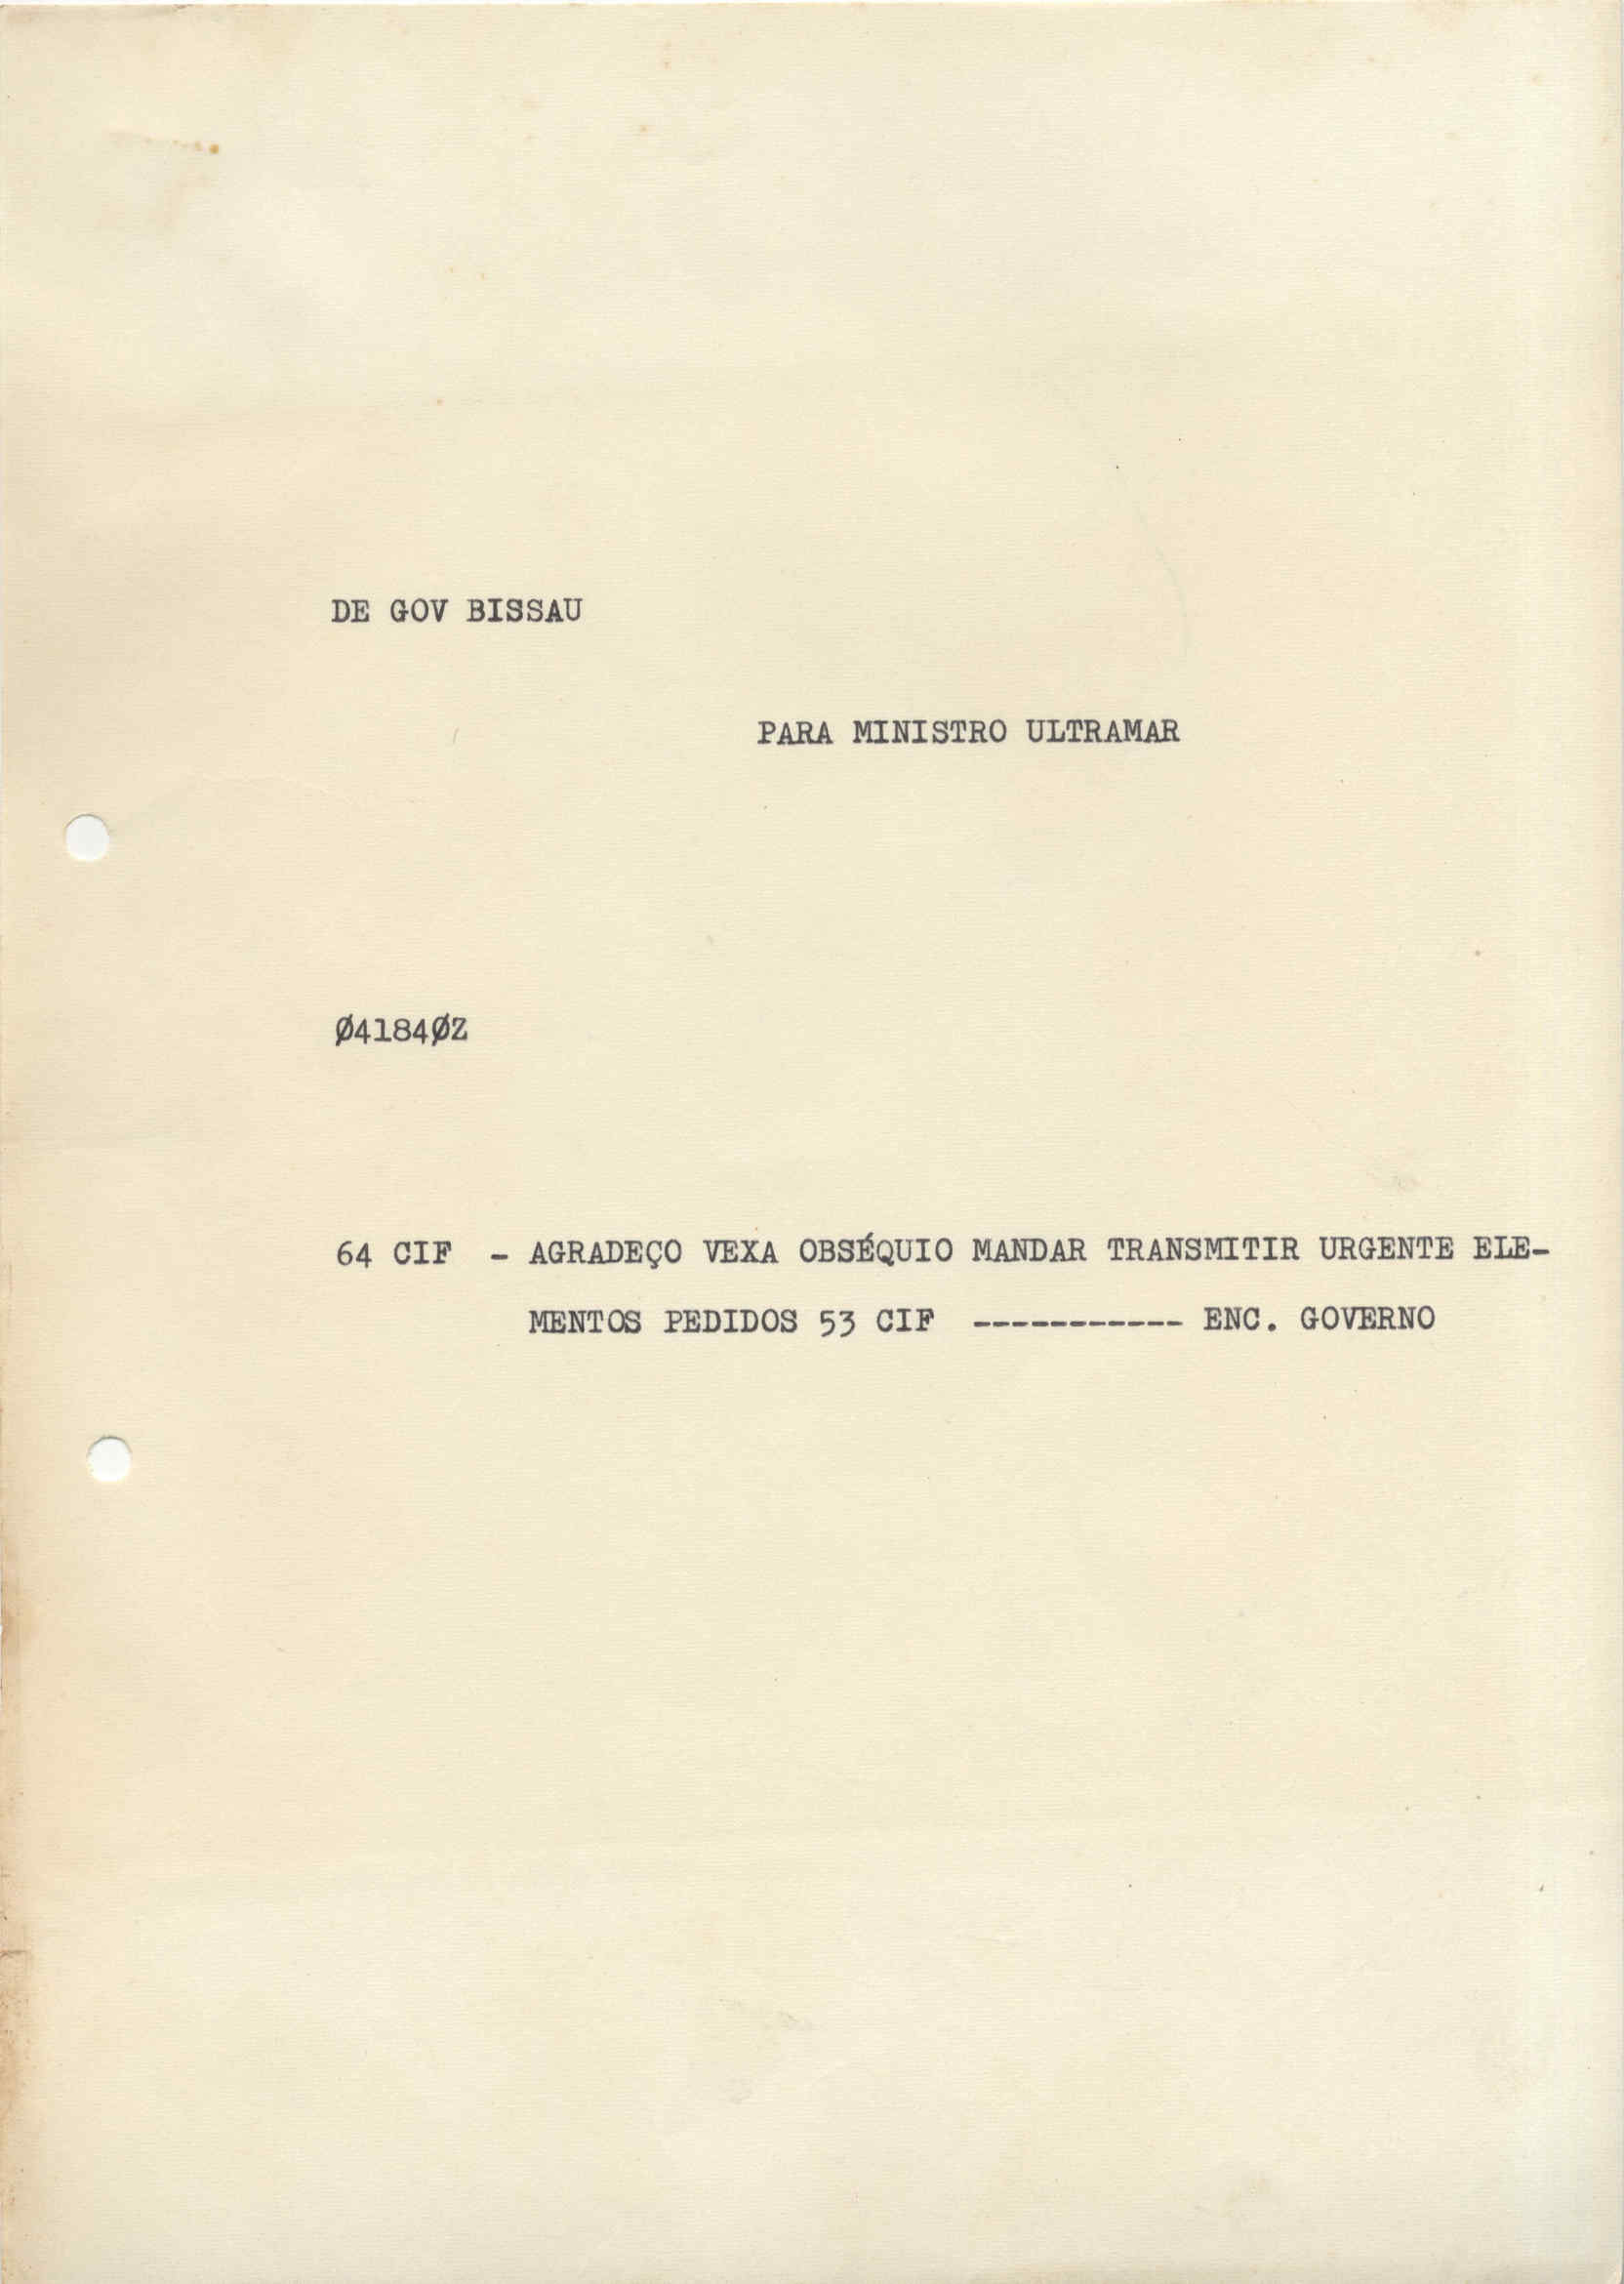 DE GOV BISSAU
PARA MINISTRO ULTRAMAR
Ø4184ØZ
64 CIF - AGRADEÇO VEXA OBSÉQUIO MANDAR TRANSMITIR URGENTE ELE-
MENTOS PEDIDOS 53 CIF ----------- ENC. GOVERNO